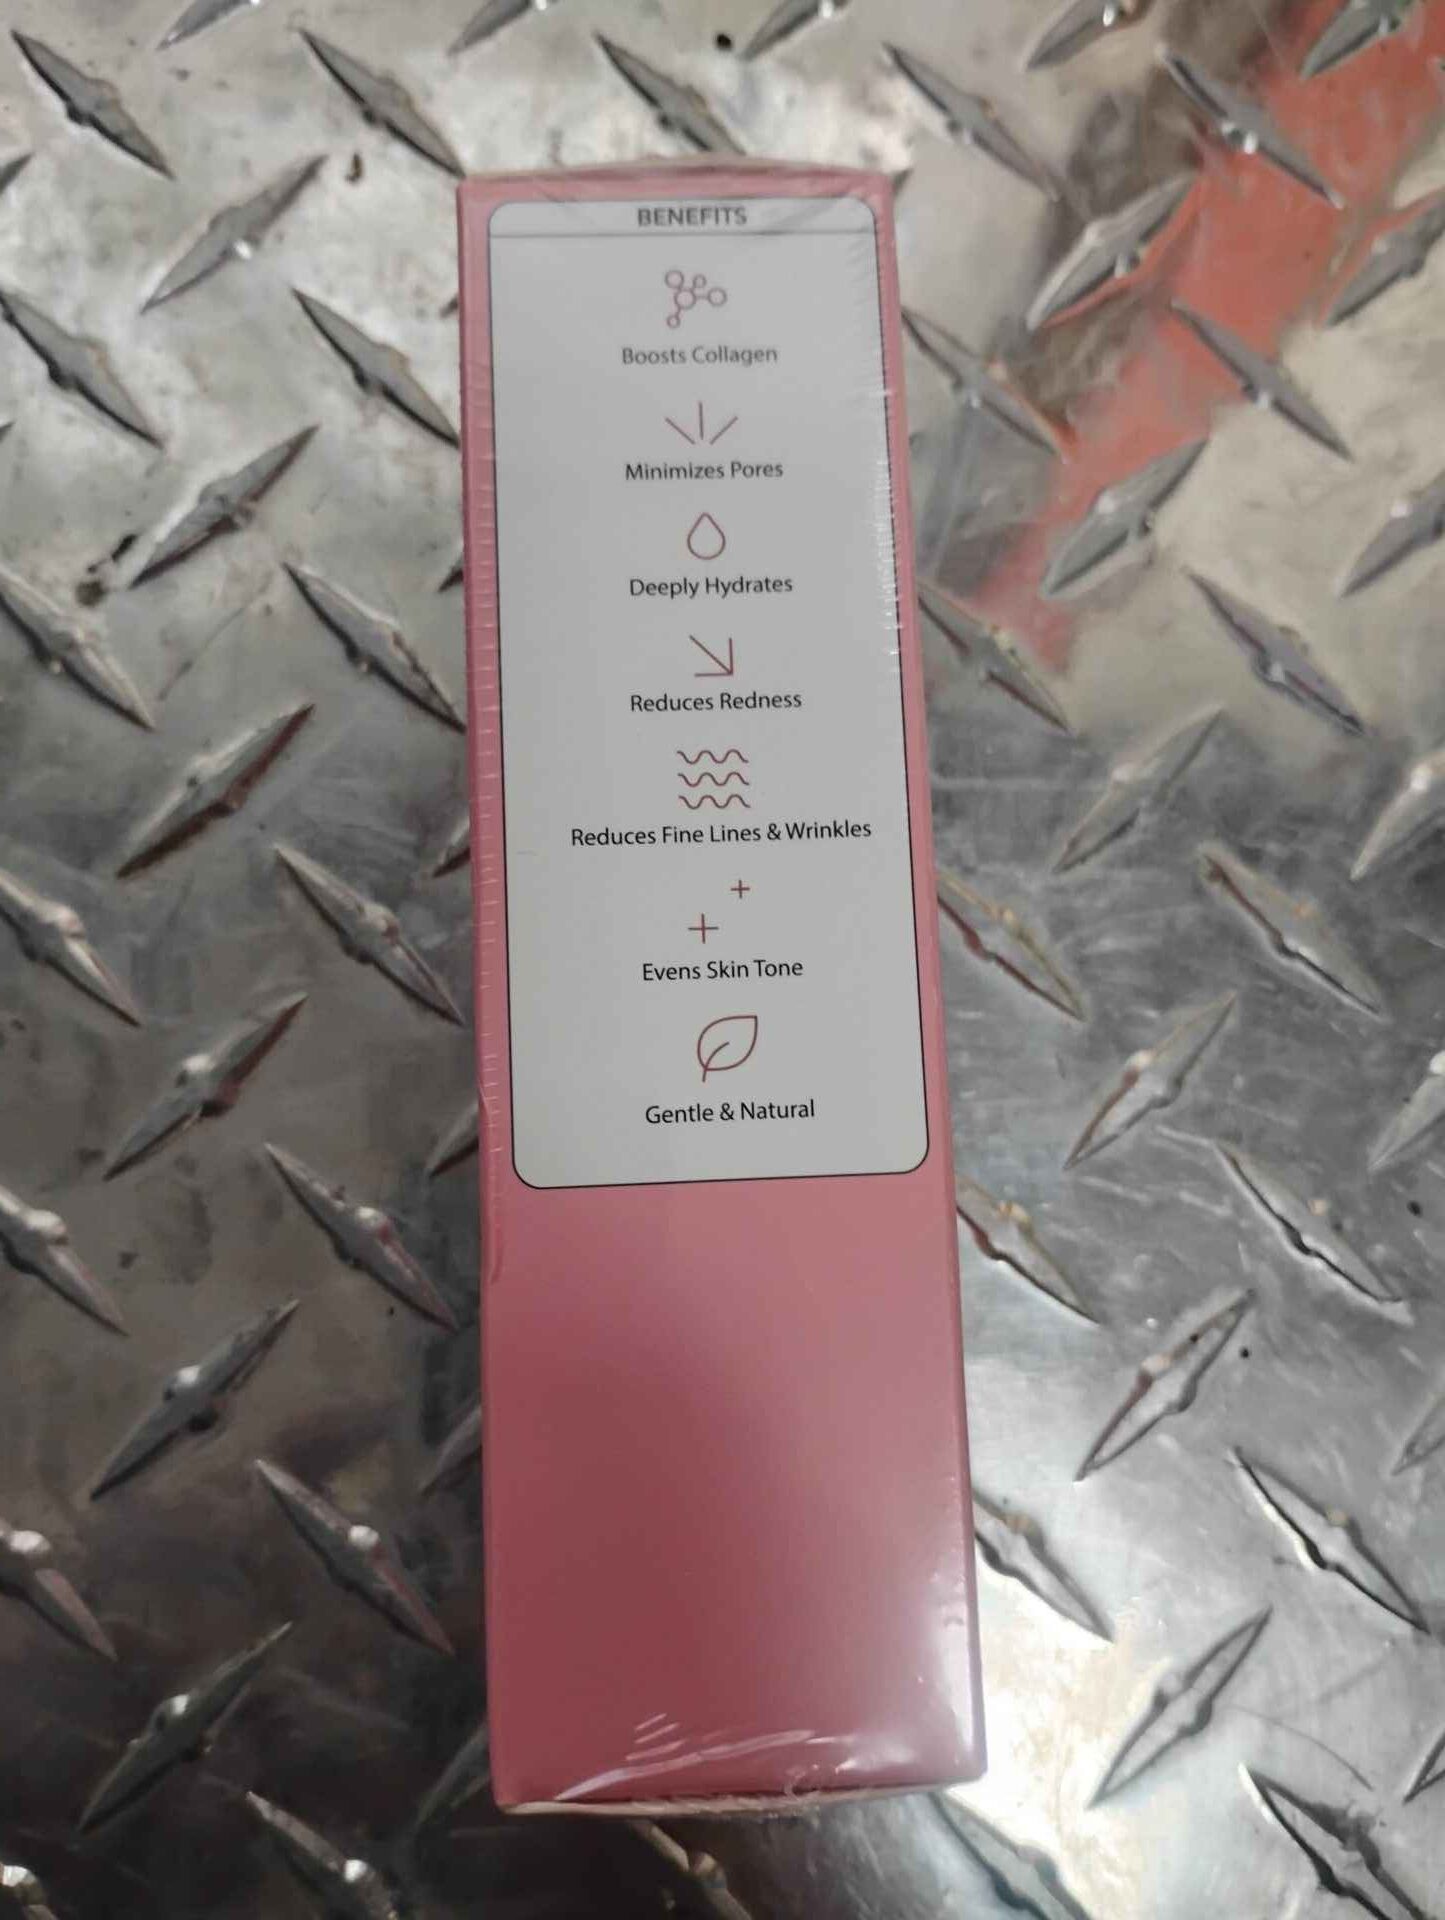 BENEFITS
Boosts Collagen
Minimizes Pores
Deeply Hydrates
Reduces Redness
Reduces Fine Lines & Wrinkles
Evens Skin Tone
Gentle & Natural